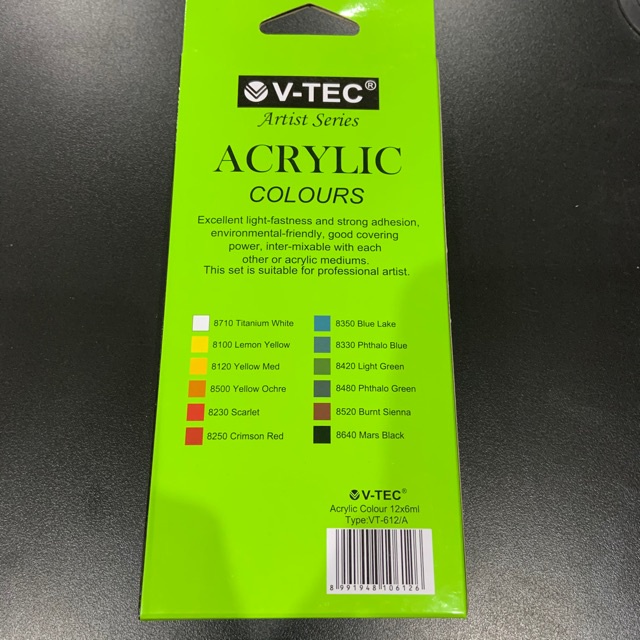 V-TEC®
Artist Series
ACRYLIC
COLOURS
Excellent light-fastness and strong adhesion,
environmental-friendly, good covering
power, inter-mixable with each
other or acrylic mediums.
This set is suitable for professional artist.
8710 Titanium White
8100 Lemon Yellow
8120 Yellow Med
8500 Yellow Ochre
8230 Scarlet
8250 Crimson Red
8350 Blue Lake
8330 Phthalo Blue
8420 Light Green
8480 Phthalo Green
8520 Burnt Sienna
8640 Mars Black
V-TEC®
Acrylic Colour 12x6ml
Type:VT-612/A
8 991948 106126